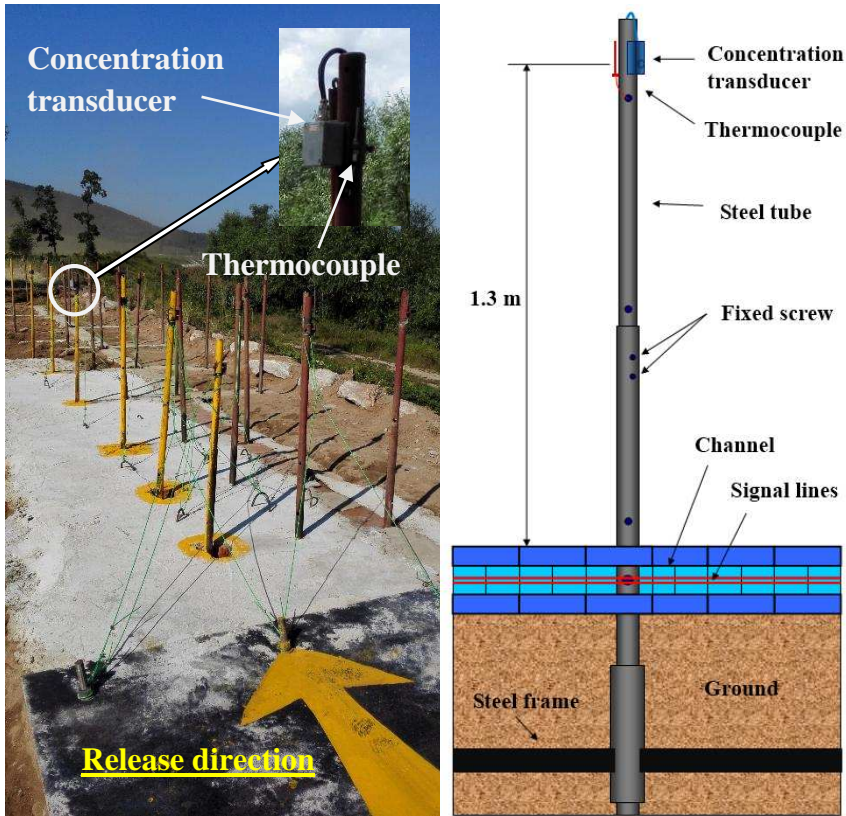 Concentration
transducer
Thermocouple
Release direction
Concentration
transducer
Thermocouple
Steel tube
1.3 m
Fixed screw
Channel
Signal lines
Steel frame
Ground